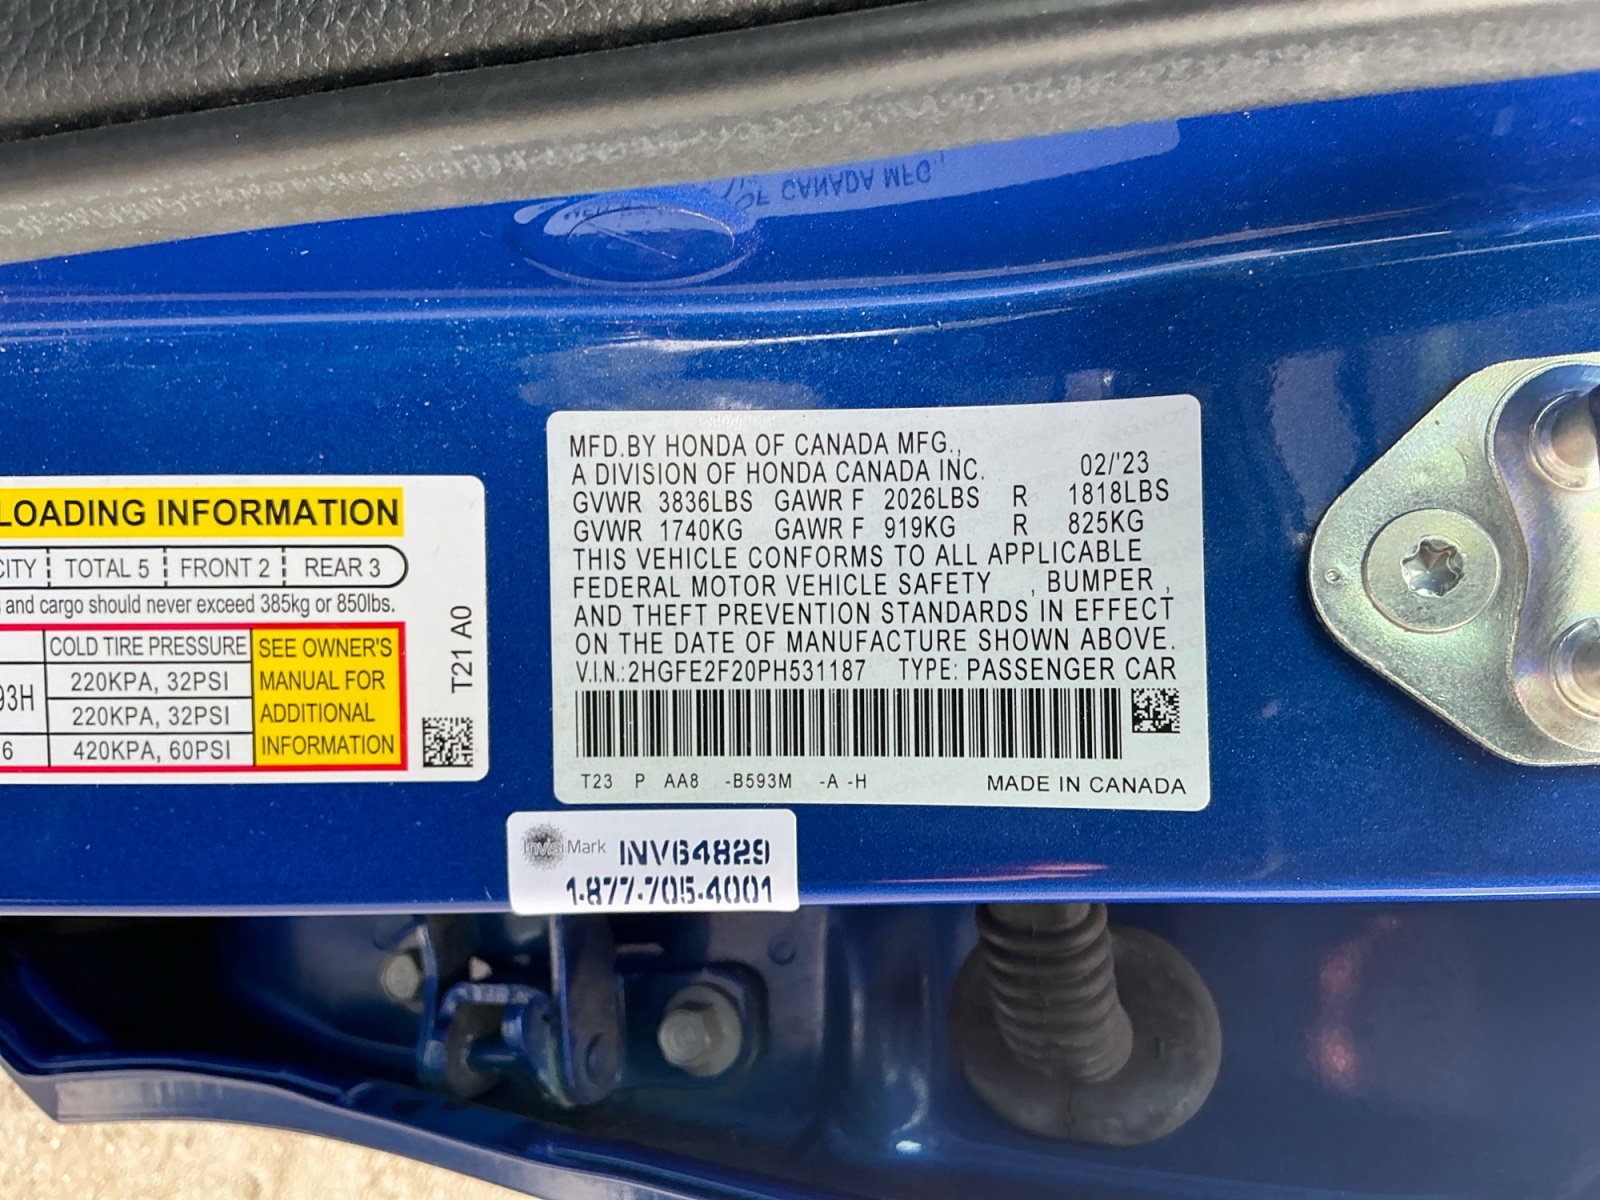 LOADING INFORMATION
CITY TOTAL 5 FRONT 2 REAR 3
and cargo should never exceed 385kg or 850lbs.
COLD TIRE PRESSURE
93H 220KPA, 32PSI
220KPA, 32PSI
6 420KPA, 60PSI
SEE OWNER'S
MANUAL FOR
ADDITIONAL
INFORMATION
T21 A0
MFD.BY HONDA OF CANADA MFG.,
A DIVISION OF HONDA CANADA INC. 02/'23
GVWR 3836LBS GAWR F 2026LBS R 1818LBS
GVWR 1740KG GAWR F 919KG R 825KG
THIS VEHICLE CONFORMS TO ALL APPLICABLE
FEDERAL MOTOR VEHICLE SAFETY , BUMPER ,
AND THEFT PREVENTION STANDARDS IN EFFECT
ON THE DATE OF MANUFACTURE SHOWN ABOVE.
V.I.N.:2HGFE2F20PH531187 TYPE: PASSENGER CAR
T23 P AA8 -B593M -A -H MADE IN CANADA
InvisiMark INV64829
1-877-705-4001